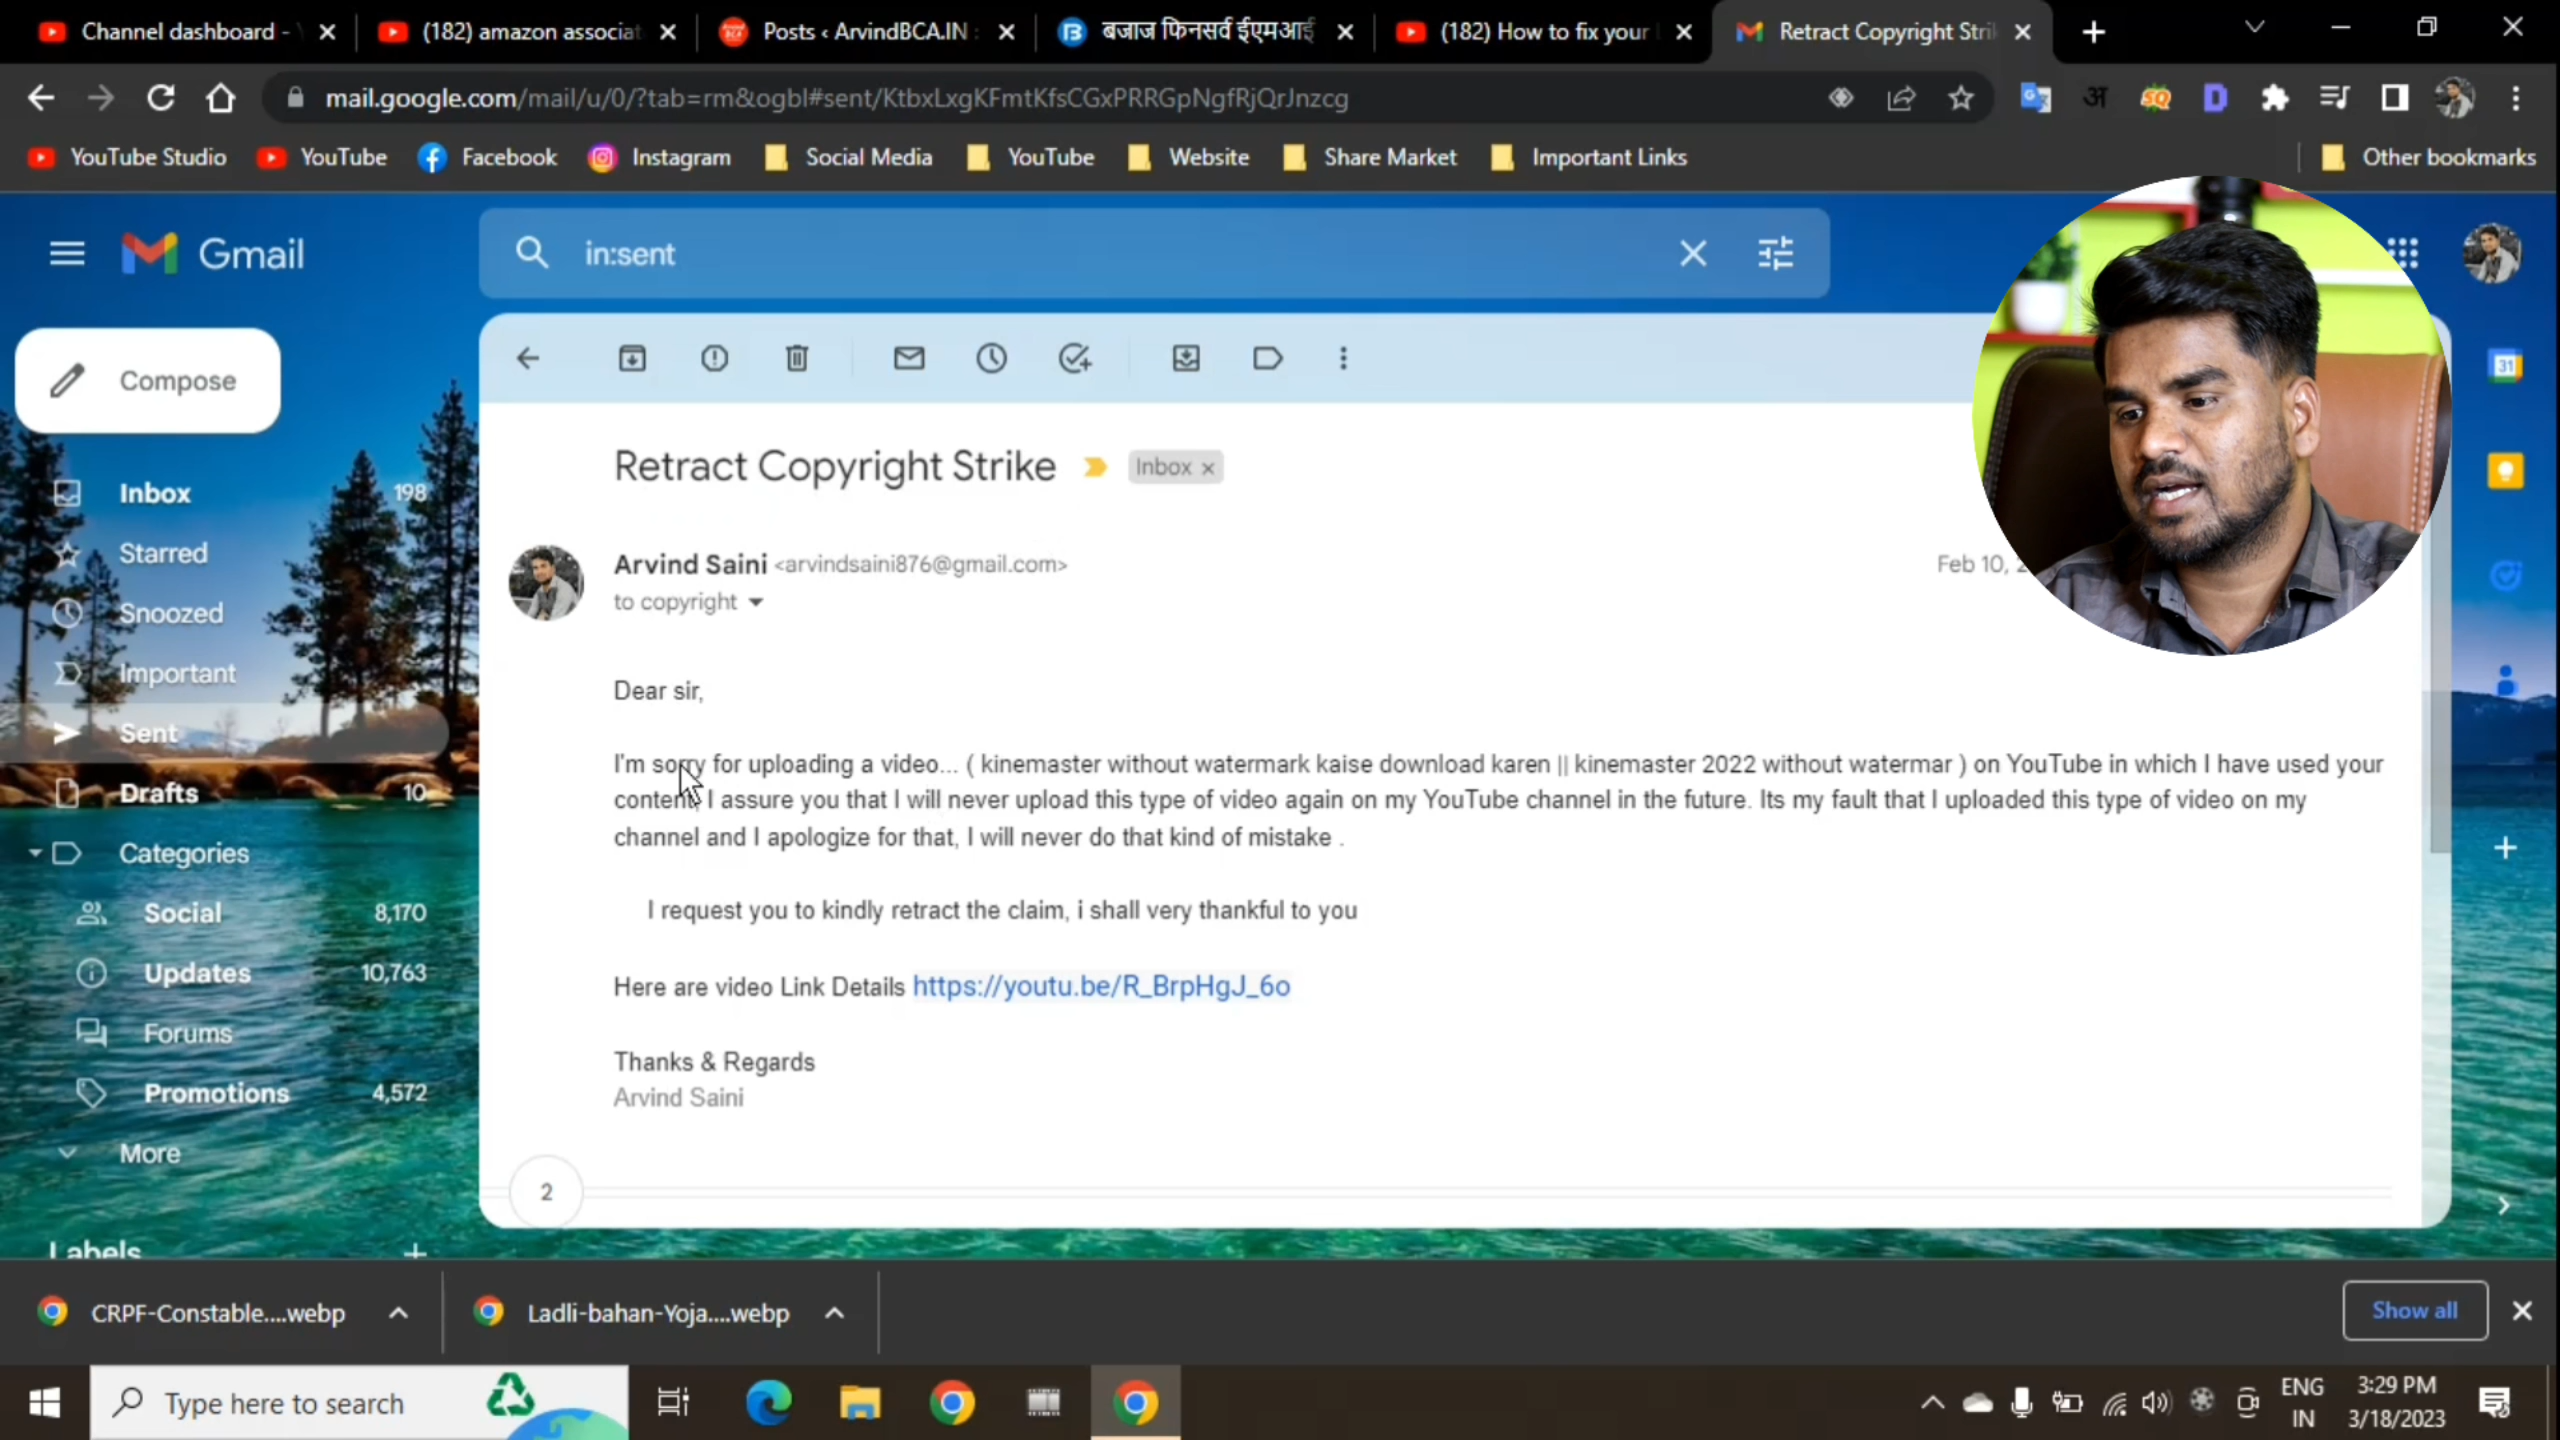 Channel dashboard - (182) amazon associat Posts ‹ ArvindBCA.IN बजाज फिनसर्व ईएमआई (182) How to fix your Retract Copyright Stri
mail.google.com/mail/u/0/?tab=rm&ogbl#sent/KtbxLxgKFmtKfsCGxPRRGpNgfRjQrJnzcg
YouTube Studio YouTube Facebook Instagram Social Media YouTube Website Share Market Important Links Other bookmarks
Gmail
in:sent
Compose
Inbox 198
Starred
Snoozed
Important
Sent
Drafts 10
Categories
Social 8,170
Updates 10,763
Forums
Promotions 4,572
More
Labels
Retract Copyright Strike Inbox x
Arvind Saini <arvindsaini876@gmail.com> Feb 10,
to copyright
Dear sir,
I'm sorry for uploading a video... ( kinemaster without watermark kaise download karen || kinemaster 2022 without watermar ) on YouTube in which I have used your
content. I assure you that I will never upload this type of video again on my YouTube channel in the future. Its my fault that I uploaded this type of video on my
channel and I apologize for that, I will never do that kind of mistake .
I request you to kindly retract the claim, i shall very thankful to you
Here are video Link Details https://youtu.be/R_BrpHgJ_6o
Thanks & Regards
Arvind Saini
2
31
CRPF-Constable....webp Ladli-bahan-Yoja....webp Show all
Type here to search
ENG
IN
3:29 PM
3/18/2023